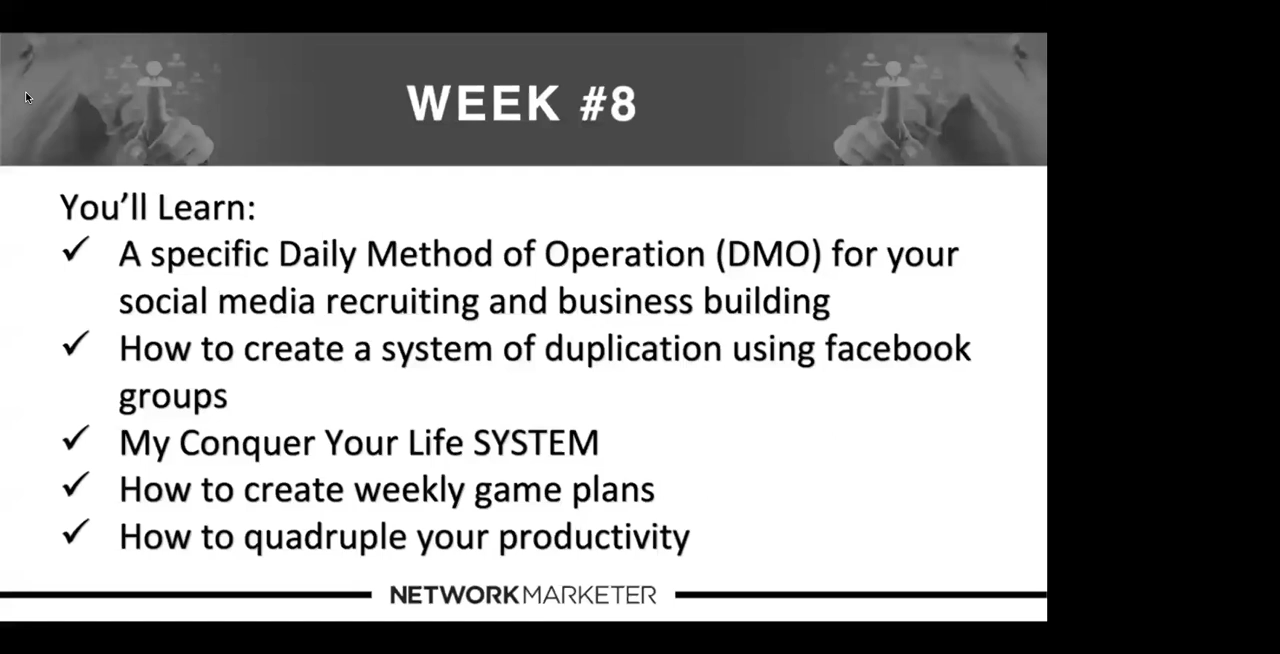 WEEK #8
You’ll Learn:
✓ A specific Daily Method of Operation (DMO) for your
social media recruiting and business building
✓ How to create a system of duplication using facebook
groups
✓ My Conquer Your Life SYSTEM
✓ How to create weekly game plans
✓ How to quadruple your productivity
NETWORKMARKETER